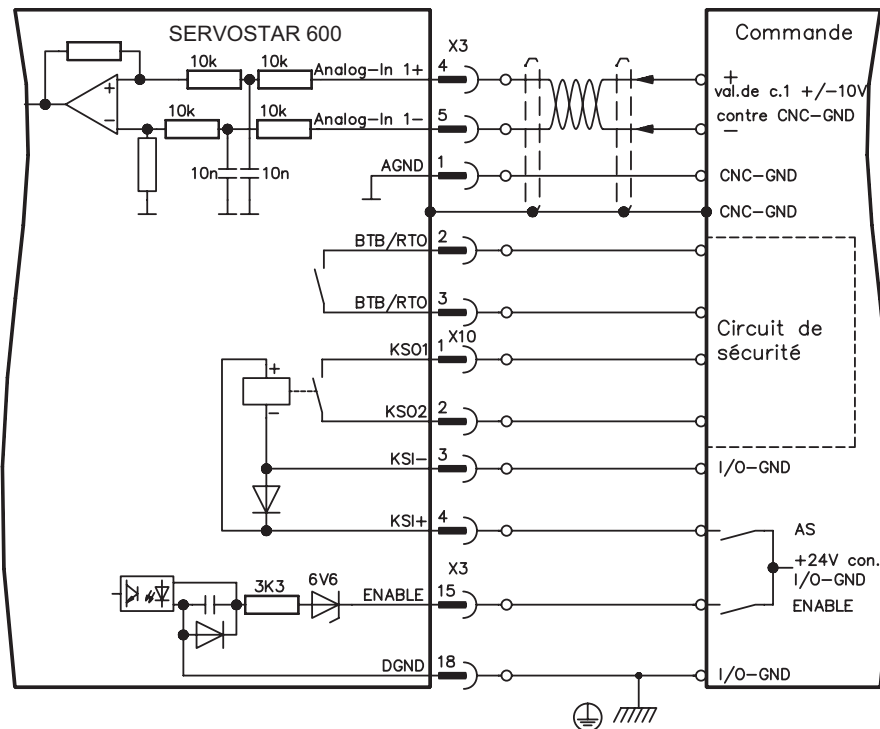 SERVOSTAR 600
X3
Commande
10k
10k
Analog-In 1+
4
+
+
val.de c.1 +/-10V
10k
10k
Analog-In 1-
5
contre CNC-GND
−
−
10n
10n
AGND
1
CNC-GND
CNC-GND
BTB/RTO
2
BTB/RTO
3
Circuit de
sécurité
X10
KSO1
1
+
−
KSO2
2
KSI-
3
I/O-GND
KSI+
4
AS
+24V con.
I/O-GND
X3
3K3
6V6
ENABLE
15
ENABLE
DGND
18
I/O-GND